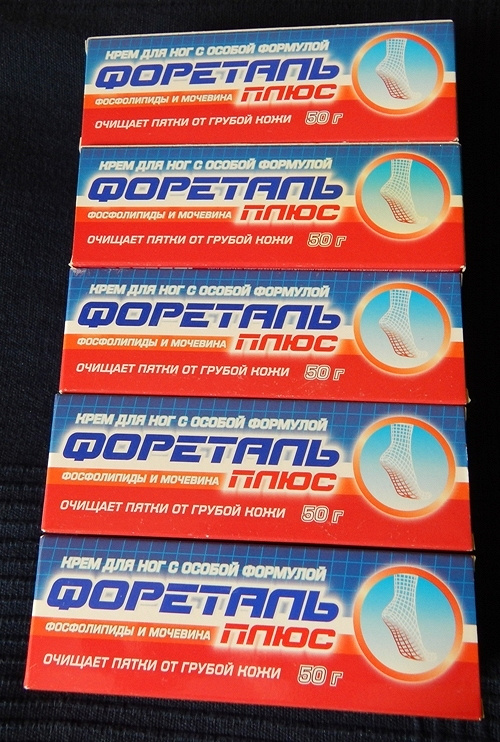 КРЕМ ДЛЯ НОГ С ОСОБОЙ ФОРМУЛОЙ
ФОРЕТАЛЬ
ФОСФОЛИПИДЫ И МОЧЕВИНА ПЛЮС
ОЧИЩАЕТ ПЯТКИ ОТ ГРУБОЙ КОЖИ 50 г
КРЕМ ДЛЯ НОГ С ОСОБОЙ ФОРМУЛОЙ
ФОРЕТАЛЬ
ФОСФОЛИПИДЫ И МОЧЕВИНА ПЛЮС
ОЧИЩАЕТ ПЯТКИ ОТ ГРУБОЙ КОЖИ 50 г
КРЕМ ДЛЯ НОГ С ОСОБОЙ ФОРМУЛОЙ
ФОРЕТАЛЬ
ФОСФОЛИПИДЫ И МОЧЕВИНА ПЛЮС
ОЧИЩАЕТ ПЯТКИ ОТ ГРУБОЙ КОЖИ 50 г
КРЕМ ДЛЯ НОГ С ОСОБОЙ ФОРМУЛОЙ
ФОРЕТАЛЬ
ФОСФОЛИПИДЫ И МОЧЕВИНА ПЛЮС
ОЧИЩАЕТ ПЯТКИ ОТ ГРУБОЙ КОЖИ 50 г
КРЕМ ДЛЯ НОГ С ОСОБОЙ ФОРМУЛОЙ
ФОРЕТАЛЬ
ФОСФОЛИПИДЫ И МОЧЕВИНА ПЛЮС
ОЧИЩАЕТ ПЯТКИ ОТ ГРУБОЙ КОЖИ 50 г